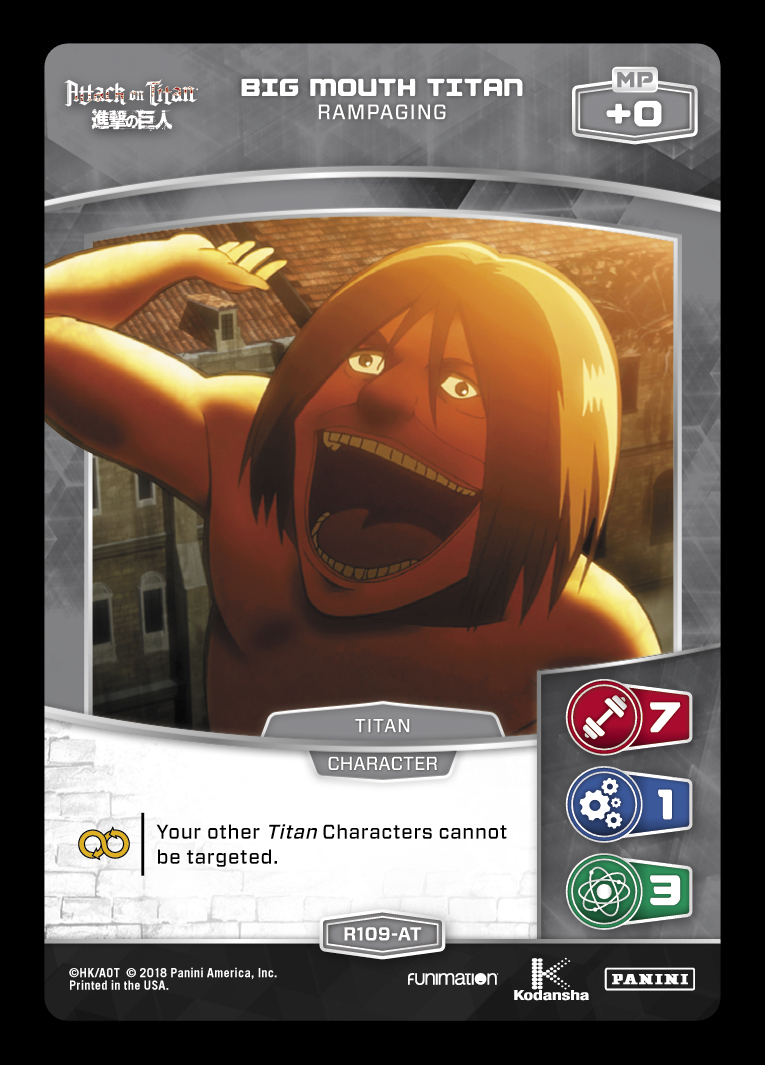 Attack on Titan
進撃の巨人
BIG MOUTH TITAN
RAMPAGING
MP
+0
TITAN
CHARACTER
Your other Titan Characters cannot
be targeted.
7
1
3
R109-AT
©HK/AOT © 2018 Panini America, Inc.
Printed in the USA.
FUNIMATION
Kodansha
PANINI